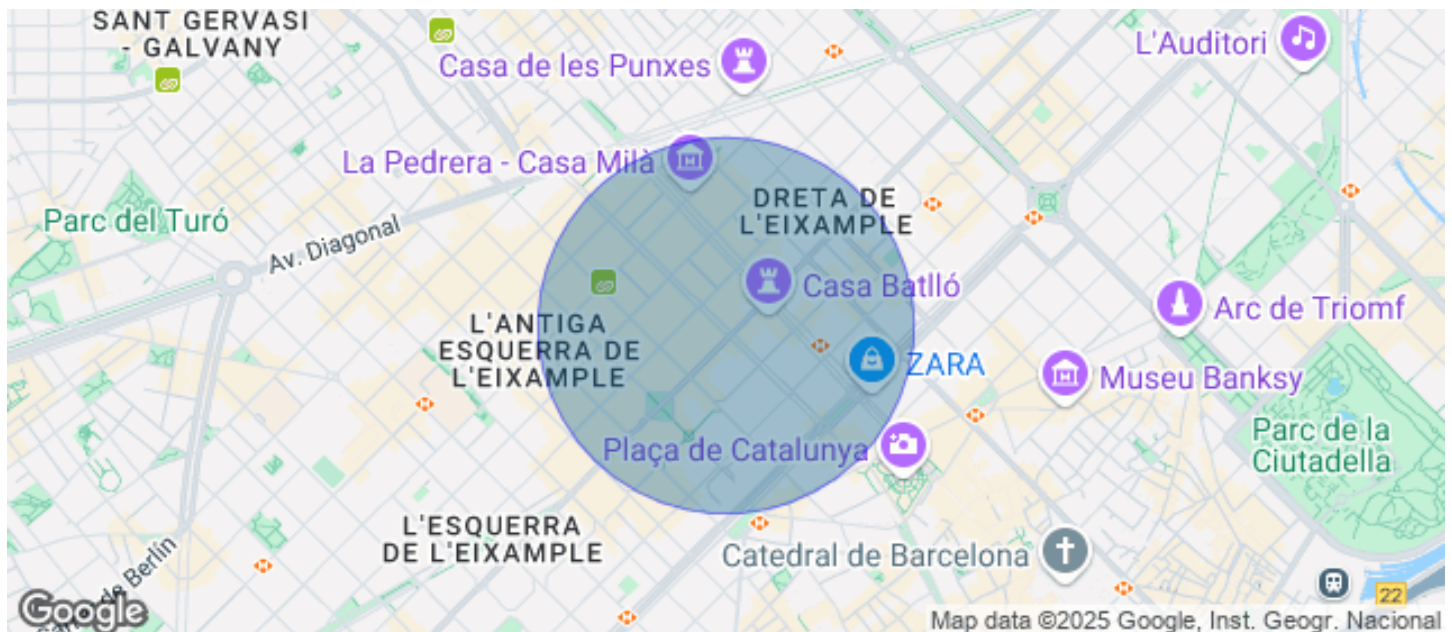 SANT GERVASI
- GALVANY
Casa de les Punxes
L'Auditori
La Pedrera - Casa Milà
DRETA DE
L'EIXAMPLE
Parc del Turó
Av. Diagonal
Casa Batlló
Arc de Triomf
L'ANTIGA
ESQUERRA DE
L'EIXAMPLE
ZARA
Museu Banksy
Plaça de Catalunya
Parc de la
Ciutadella
L'ESQUERRA
DE L'EIXAMPLE
Catedral de Barcelona
de Berlín
22
Google
Map data ©2025 Google, Inst. Geogr. Nacional